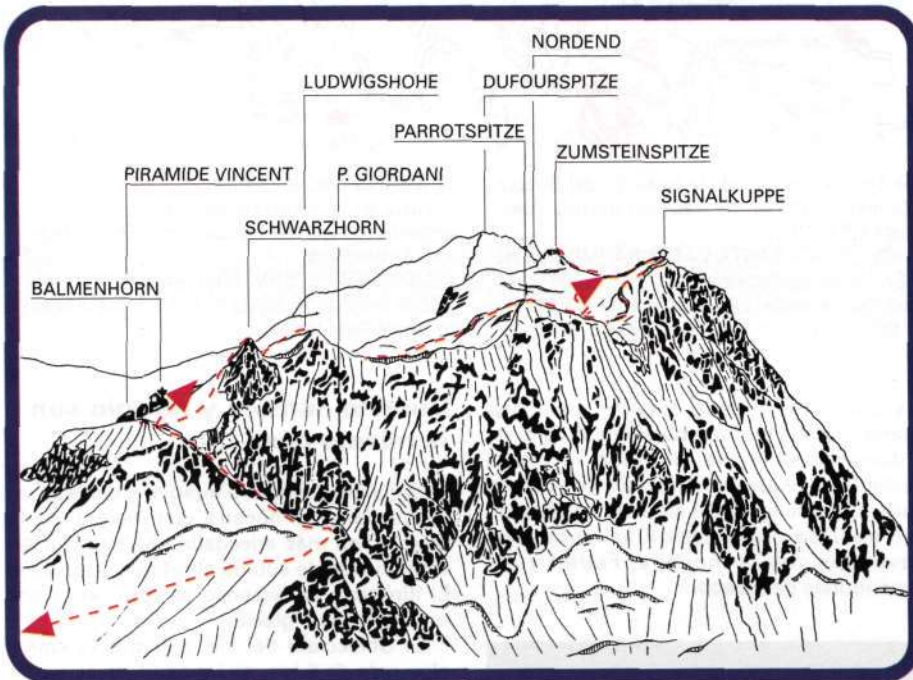 NORDEND
LUDWIGSHOHE
DUFOURSPITZE
PARROTSPITZE
ZUMSTEINSPITZE
PIRAMIDE VINCENT
P. GIORDANI
SIGNALKUPPE
SCHWARZHORN
BALMENHORN